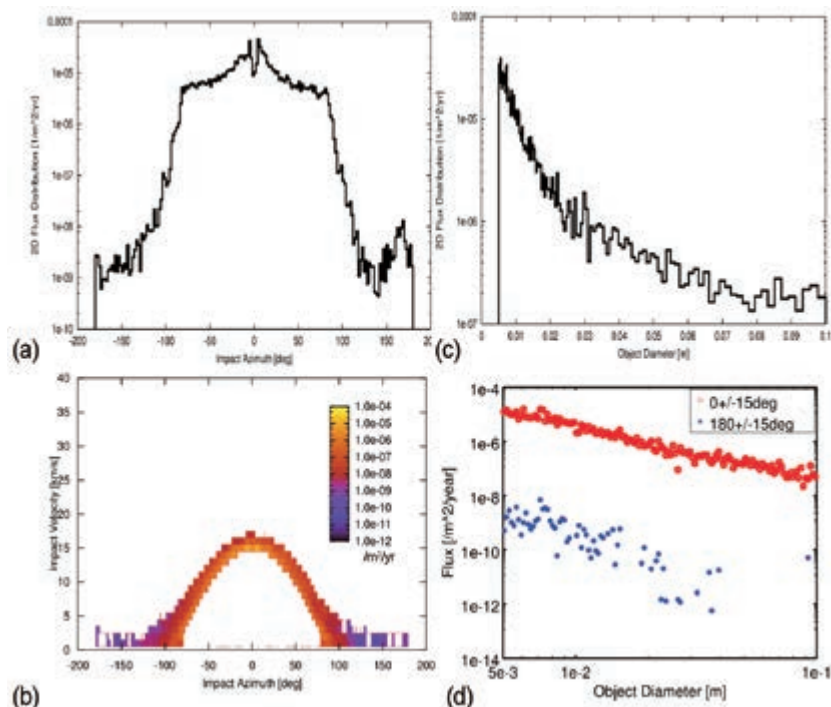 0.0001
1e-05
1e-06
1e-07
1e-08
1e-09
1e-10
2D Flux Distribution [1/m^2/yr]
-200 -150 -100 -50 0 50 100 150 20
Impact Azimuth [deg]
(a)
0.0001
1e-05
1e-06
1e-07
2D Flux Distribution [1/m^2/yr]
0 0.01 0.02 0.03 0.04 0.05 0.06 0.07 0.08 0.09 0.1
Object Diameter [m]
(c)
40
35
30
25
20
15
10
5
0
Impact Velocity [km/s]
1.0e-04
1.0e-05
1.0e-06
1.0e-07
1.0e-08
1.0e-09
1.0e-10
1.0e-11
1.0e-12
/m²/yr
-200 -150 -100 -50 0 50 100 150 200
Impact Azimuth [deg]
(b)
1e-4
1e-6
1e-8
1e-10
1e-12
1e-14
Flux [/m^2/year]
0+/-15deg
180+/-15deg
5e-3 1e-2 1e-1
Object Diameter [m]
(d)